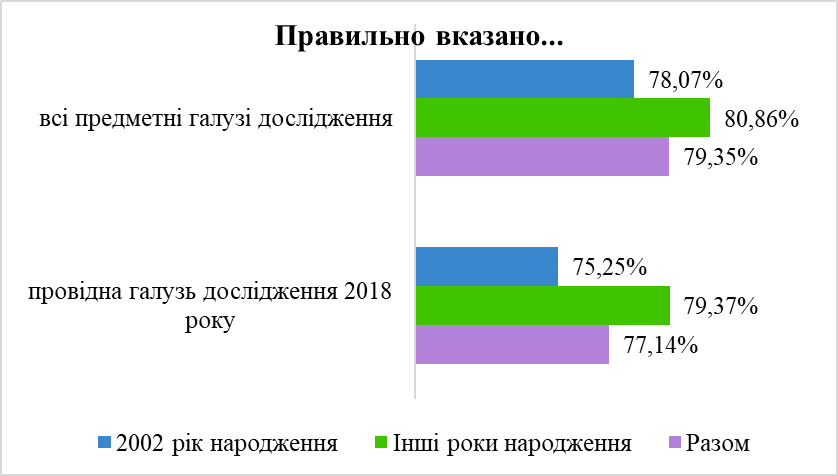 Правильно вказано...
всі предметні галузі дослідження
78,07%
80,86%
79,35%
провідна галузь дослідження 2018
року
75,25%
79,37%
77,14%
2002 рік народження Інші роки народження Разом